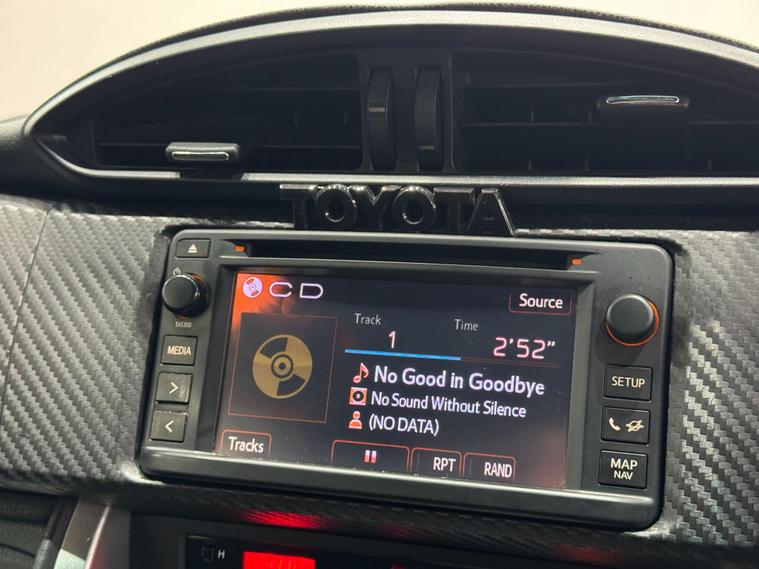 TOYOTA
CD
Source
Track
Time
1
2'52"
No Good in Goodbye
No Sound Without Silence
(NO DATA)
Tracks
RPT
RAND
TAS300
MEDIA
>
<
SETUP
MAP
NAV
H